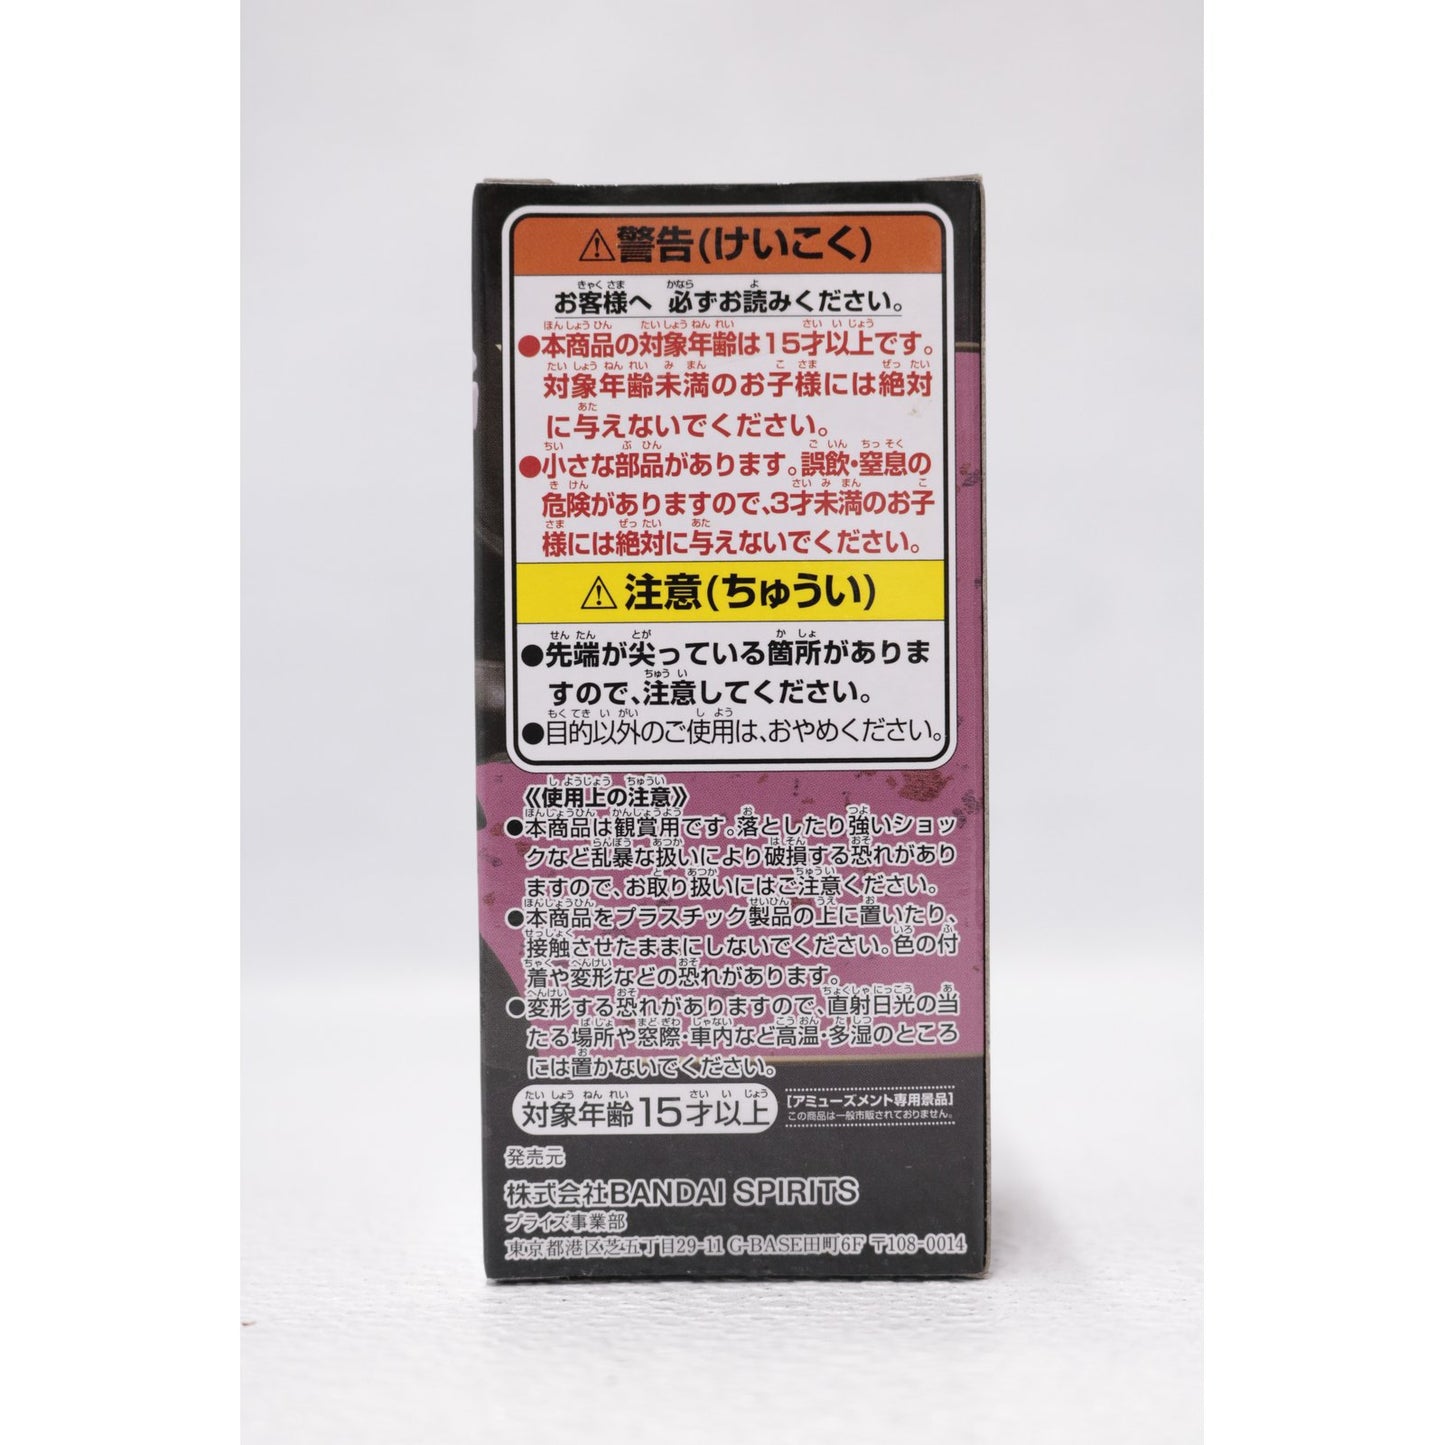 ⚠警告(けいこく)
お客様へ 必ずお読みください。
●本商品の対象年齢は15才以上です。
対象年齢未満のお子様には絶対
に与えないでください。
●小さな部品があります。誤飲・窒息の
危険がありますので、3才未満のお子
様には絶対に与えないでください。
⚠注意(ちゅうい)
●先端が尖っている箇所がありま
すので、注意してください。
●目的以外のご使用は、おやめください。
《使用上の注意》
●本商品は観賞用です。落としたり強いショッ
クなど乱暴な扱いにより破損する恐れがあり
ますので、お取り扱いにはご注意ください。
●本商品をプラスチック製品の上に置いたり、
接触させたままにしないでください。色の付
着や変形などの恐れがあります。
●変形する恐れがありますので、直射日光の当
たる場所や窓際・車内など高温・多湿のところ
には置かないでください。
対象年齢15才以上
[アミューズメント専用景品]
この商品は一般市販されておりません。
発売元
株式会社BANDAI SPIRITS
プライズ事業部
東京都港区芝五丁目29-11 G-BASE田町6F 〒108-0014